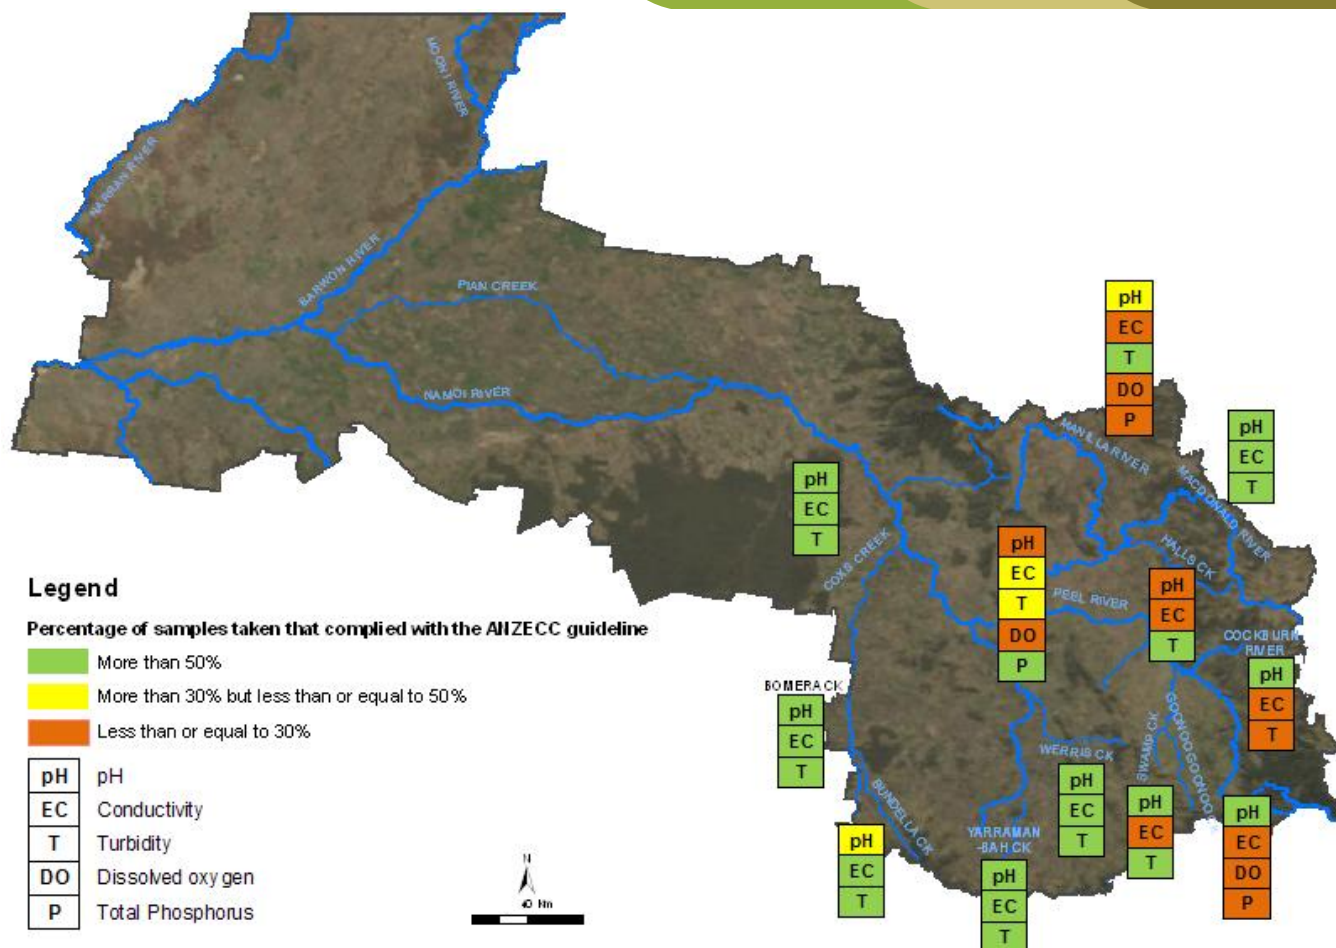 MOONI RIVER
NARRAN RIVER
BARWON RIVER
PIAN CREEK
NAMOI RIVER
pH
EC
T
DO
P
MANILLA RIVER
MACDONALD RIVER
pH
EC
T
pH
EC
T
COXS CREEK
HALLS CK
pH
EC
T
DO
P
PEEL RIVER
pH
EC
T
COCKBURN
RIVER
pH
EC
T
BOMERA CK
pH
EC
T
SWAMP CK
WERRIS CK
pH
EC
T
BUNDELLA CK
YARRAMAN
-BAH CK
pH
EC
T
pH
EC
DO
P
pH
EC
T
pH
EC
T
Legend
Percentage of samples taken that complied with the ANZECC guideline
More than 50%
More than 30% but less than or equal to 50%
Less than or equal to 30%
pH pH
EC Conductivity
T Turbidity
DO Dissolved oxygen
P Total Phosphorus
N